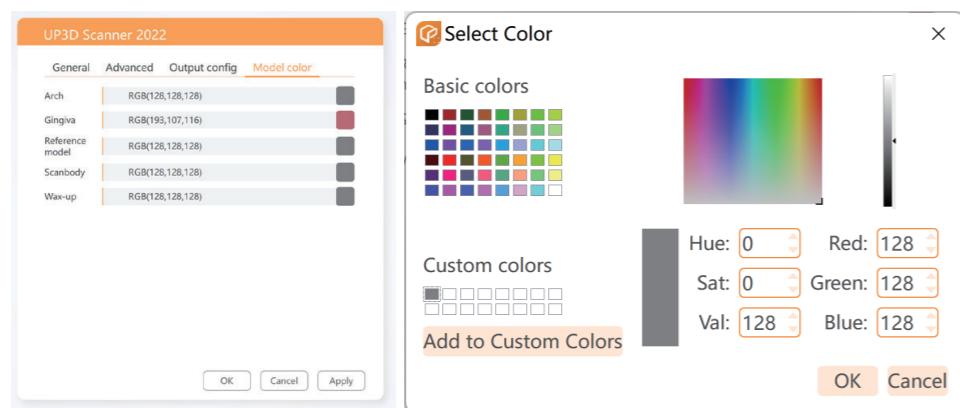 UP3D Scanner 2022
General Advanced Output config Model color
Arch RGB(128,128,128)
Gingiva RGB(193,107,116)
Reference
model RGB(128,128,128)
Scanbody RGB(128,128,128)
Wax-up RGB(128,128,128)
OK Cancel Apply
Select Color
Basic colors
Custom colors
Add to Custom Colors
Hue: 0 Red: 128
Sat: 0 Green: 128
Val: 128 Blue: 128
OK Cancel